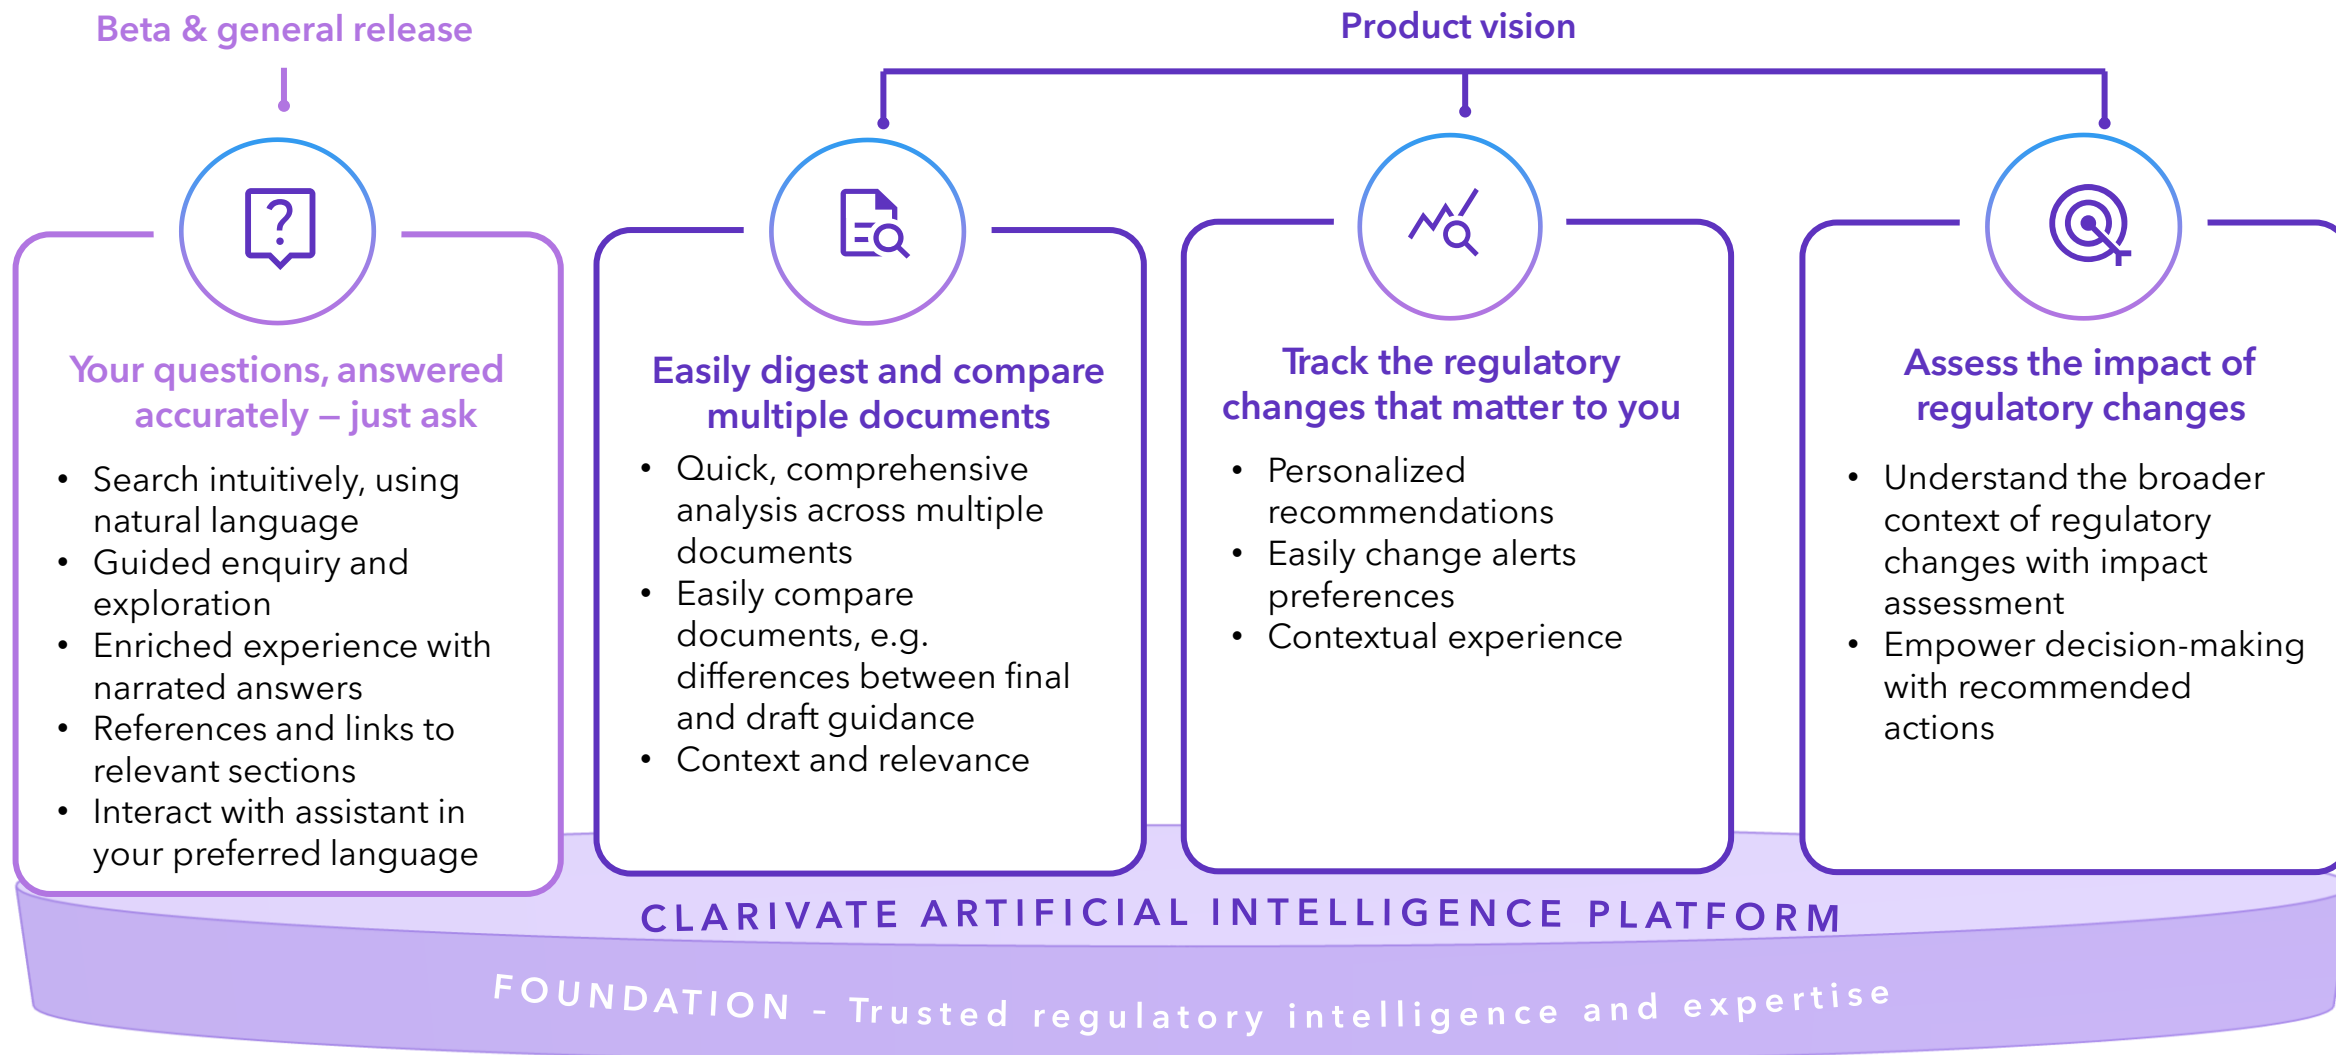 Beta & general release
Product vision
Your questions, answered
accurately – just ask
• Search intuitively, using
natural language
• Guided enquiry and
exploration
• Enriched experience with
narrated answers
• References and links to
relevant sections
• Interact with assistant in
your preferred language
Easily digest and compare
multiple documents
• Quick, comprehensive
analysis across multiple
documents
• Easily compare
documents, e.g.
differences between final
and draft guidance
• Context and relevance
Track the regulatory
changes that matter to you
• Personalized
recommendations
• Easily change alerts
preferences
• Contextual experience
Assess the impact of
regulatory changes
• Understand the broader
context of regulatory
changes with impact
assessment
• Empower decision-making
with recommended
actions
CLARIVATE ARTIFICIAL INTELLIGENCE PLATFORM
FOUNDATION – Trusted regulatory intelligence and expertise